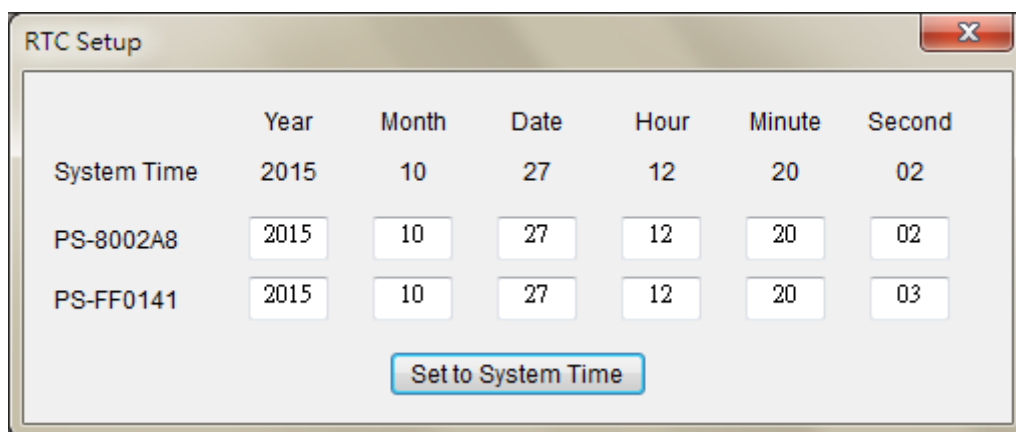 RTC Setup
Year Month Date Hour Minute Second
System Time 2015 10 27 12 20 02
PS-8002A8 2015 10 27 12 20 02
PS-FF0141 2015 10 27 12 20 03
Set to System Time